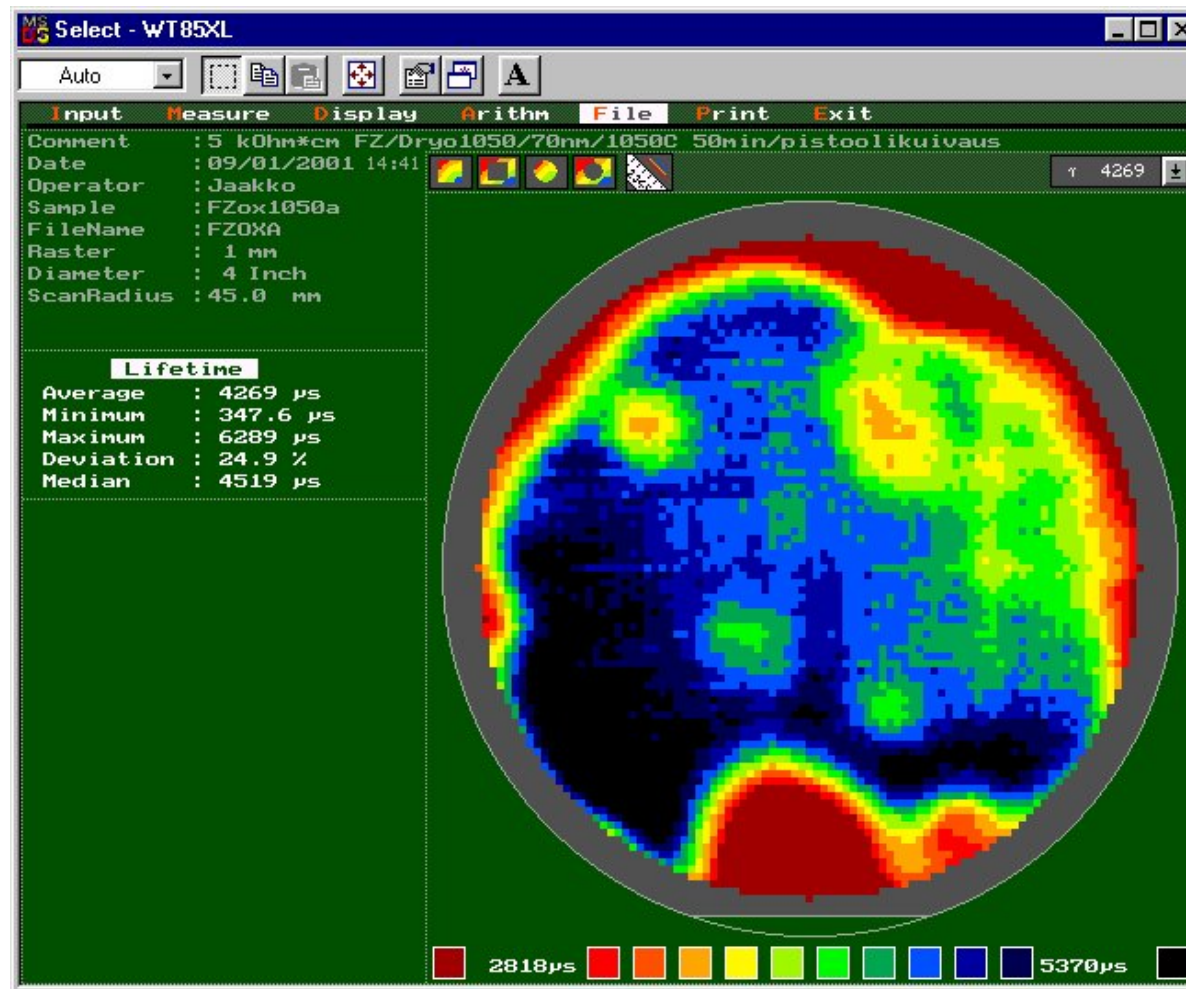 MS DS Select - WT85XL
Auto
A
Input Measure Display Arithm File Print Exit
Comment :5 kOhm*cm FZ/Dryo1050/70nm/1050C 50min/pistoolikuivaus
Date :09/01/2001 14:41
Operator :Jaakko
Sample :FZox1050a
FileName :FZOXA
Raster : 1 mm
Diameter : 4 Inch
ScanRadius :45.0 mm
τ 4269
Lifetime
Average : 4269 µs
Minimum : 347.6 µs
Maximum : 6289 µs
Deviation : 24.9 %
Median : 4519 µs
2818µs 5370µs